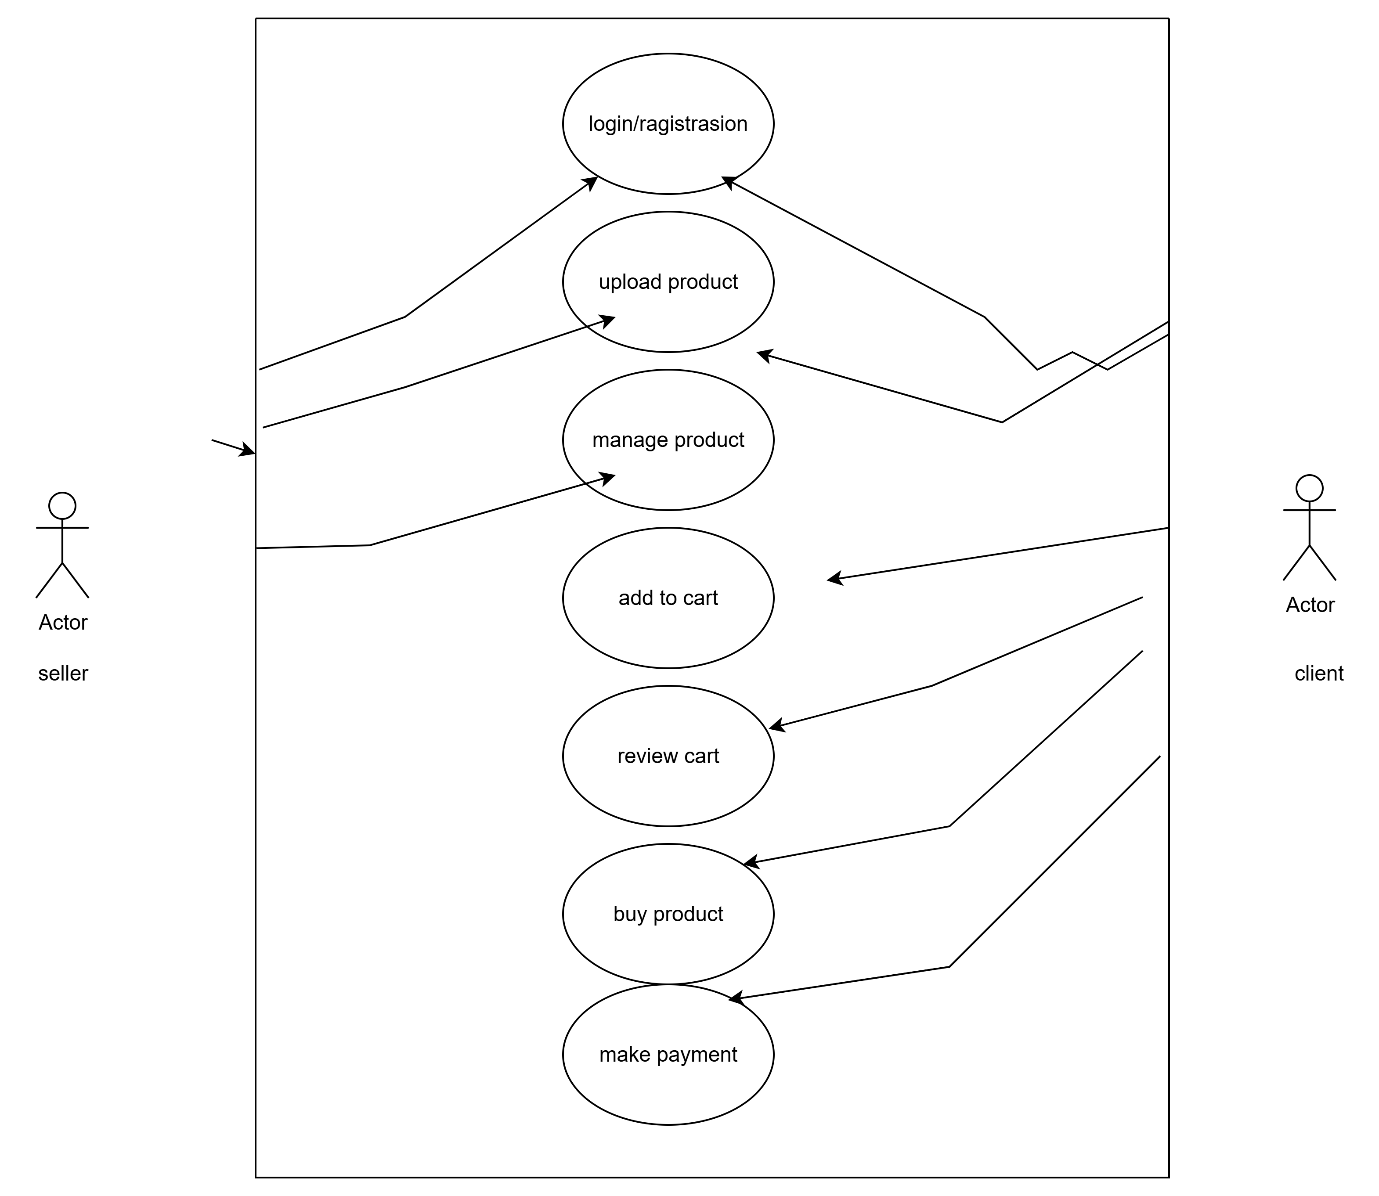 login/ragistrasion
upload product
manage product
add to cart
review cart
buy product
make payment
Actor
seller
Actor
client